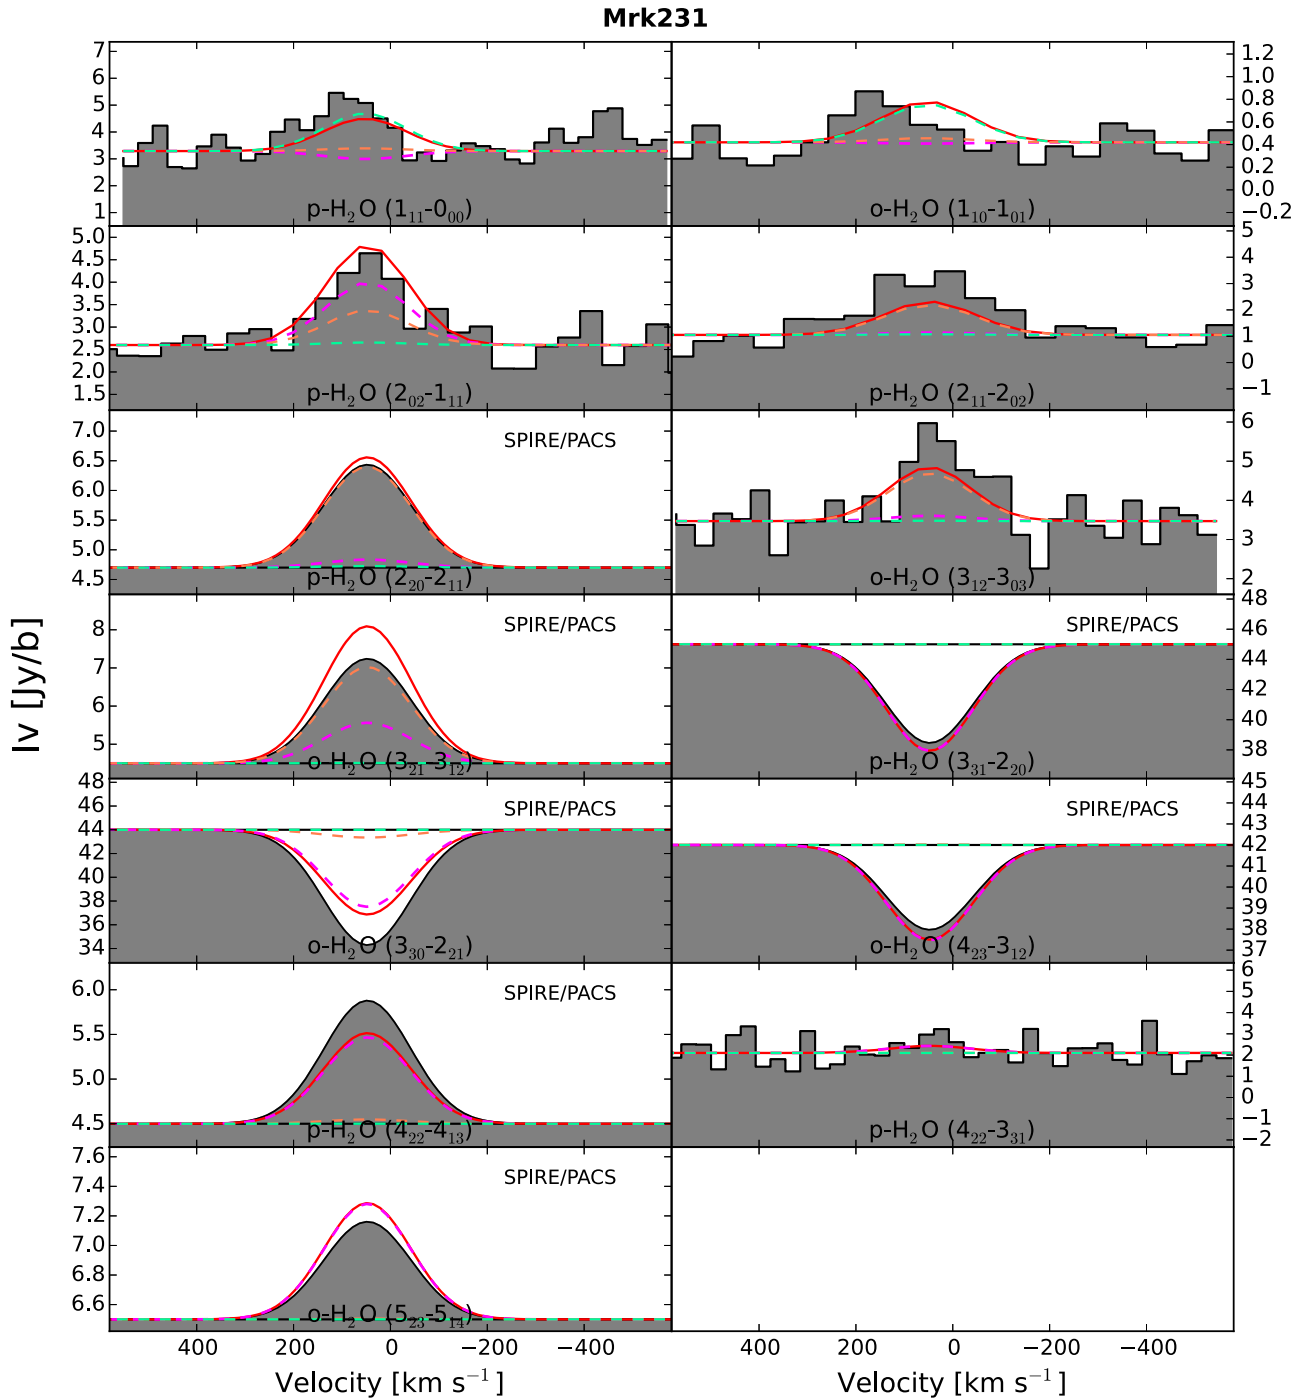 Mrk231
7 6 5 4 3 2 1
p-H₂O (1₁₁-0₀₀)
1.2 1.0 0.8 0.6 0.4 0.2 0.0 −0.2
o-H₂O (1₁₀-1₀₁)
5.0 4.5 4.0 3.5 3.0 2.5 2.0 1.5
p-H₂O (2₀₂-1₁₁)
5 4 3 2 1 0 −1
p-H₂O (2₁₁-2₀₂)
7.0 6.5 6.0 5.5 5.0 4.5
SPIRE/PACS
p-H₂O (2₂₀-2₁₁)
6 5 4 3 2
o-H₂O (3₁₂-3₀₃)
Iv [Jy/b]
8 7 6 5
SPIRE/PACS
o-H₂O (3₂₁-3₁₂)
48 46 44 42 40 38
SPIRE/PACS
p-H₂O (3₃₁-2₂₀)
48 46 44 42 40 38 36 34
SPIRE/PACS
o-H₂O (3₃₀-2₂₁)
45 44 43 42 41 40 39 38 37
SPIRE/PACS
o-H₂O (4₂₃-3₁₂)
6.0 5.5 5.0 4.5
SPIRE/PACS
p-H₂O (4₂₂-4₁₃)
6 5 4 3 2 1 0 −1 −2
p-H₂O (4₂₂-3₃₁)
7.6 7.4 7.2 7.0 6.8 6.6
SPIRE/PACS
o-H₂O (5₂₃-5₁₄)
400 200 0 −200 −400
400 200 0 −200 −400
Velocity [km s⁻¹]
Velocity [km s⁻¹]